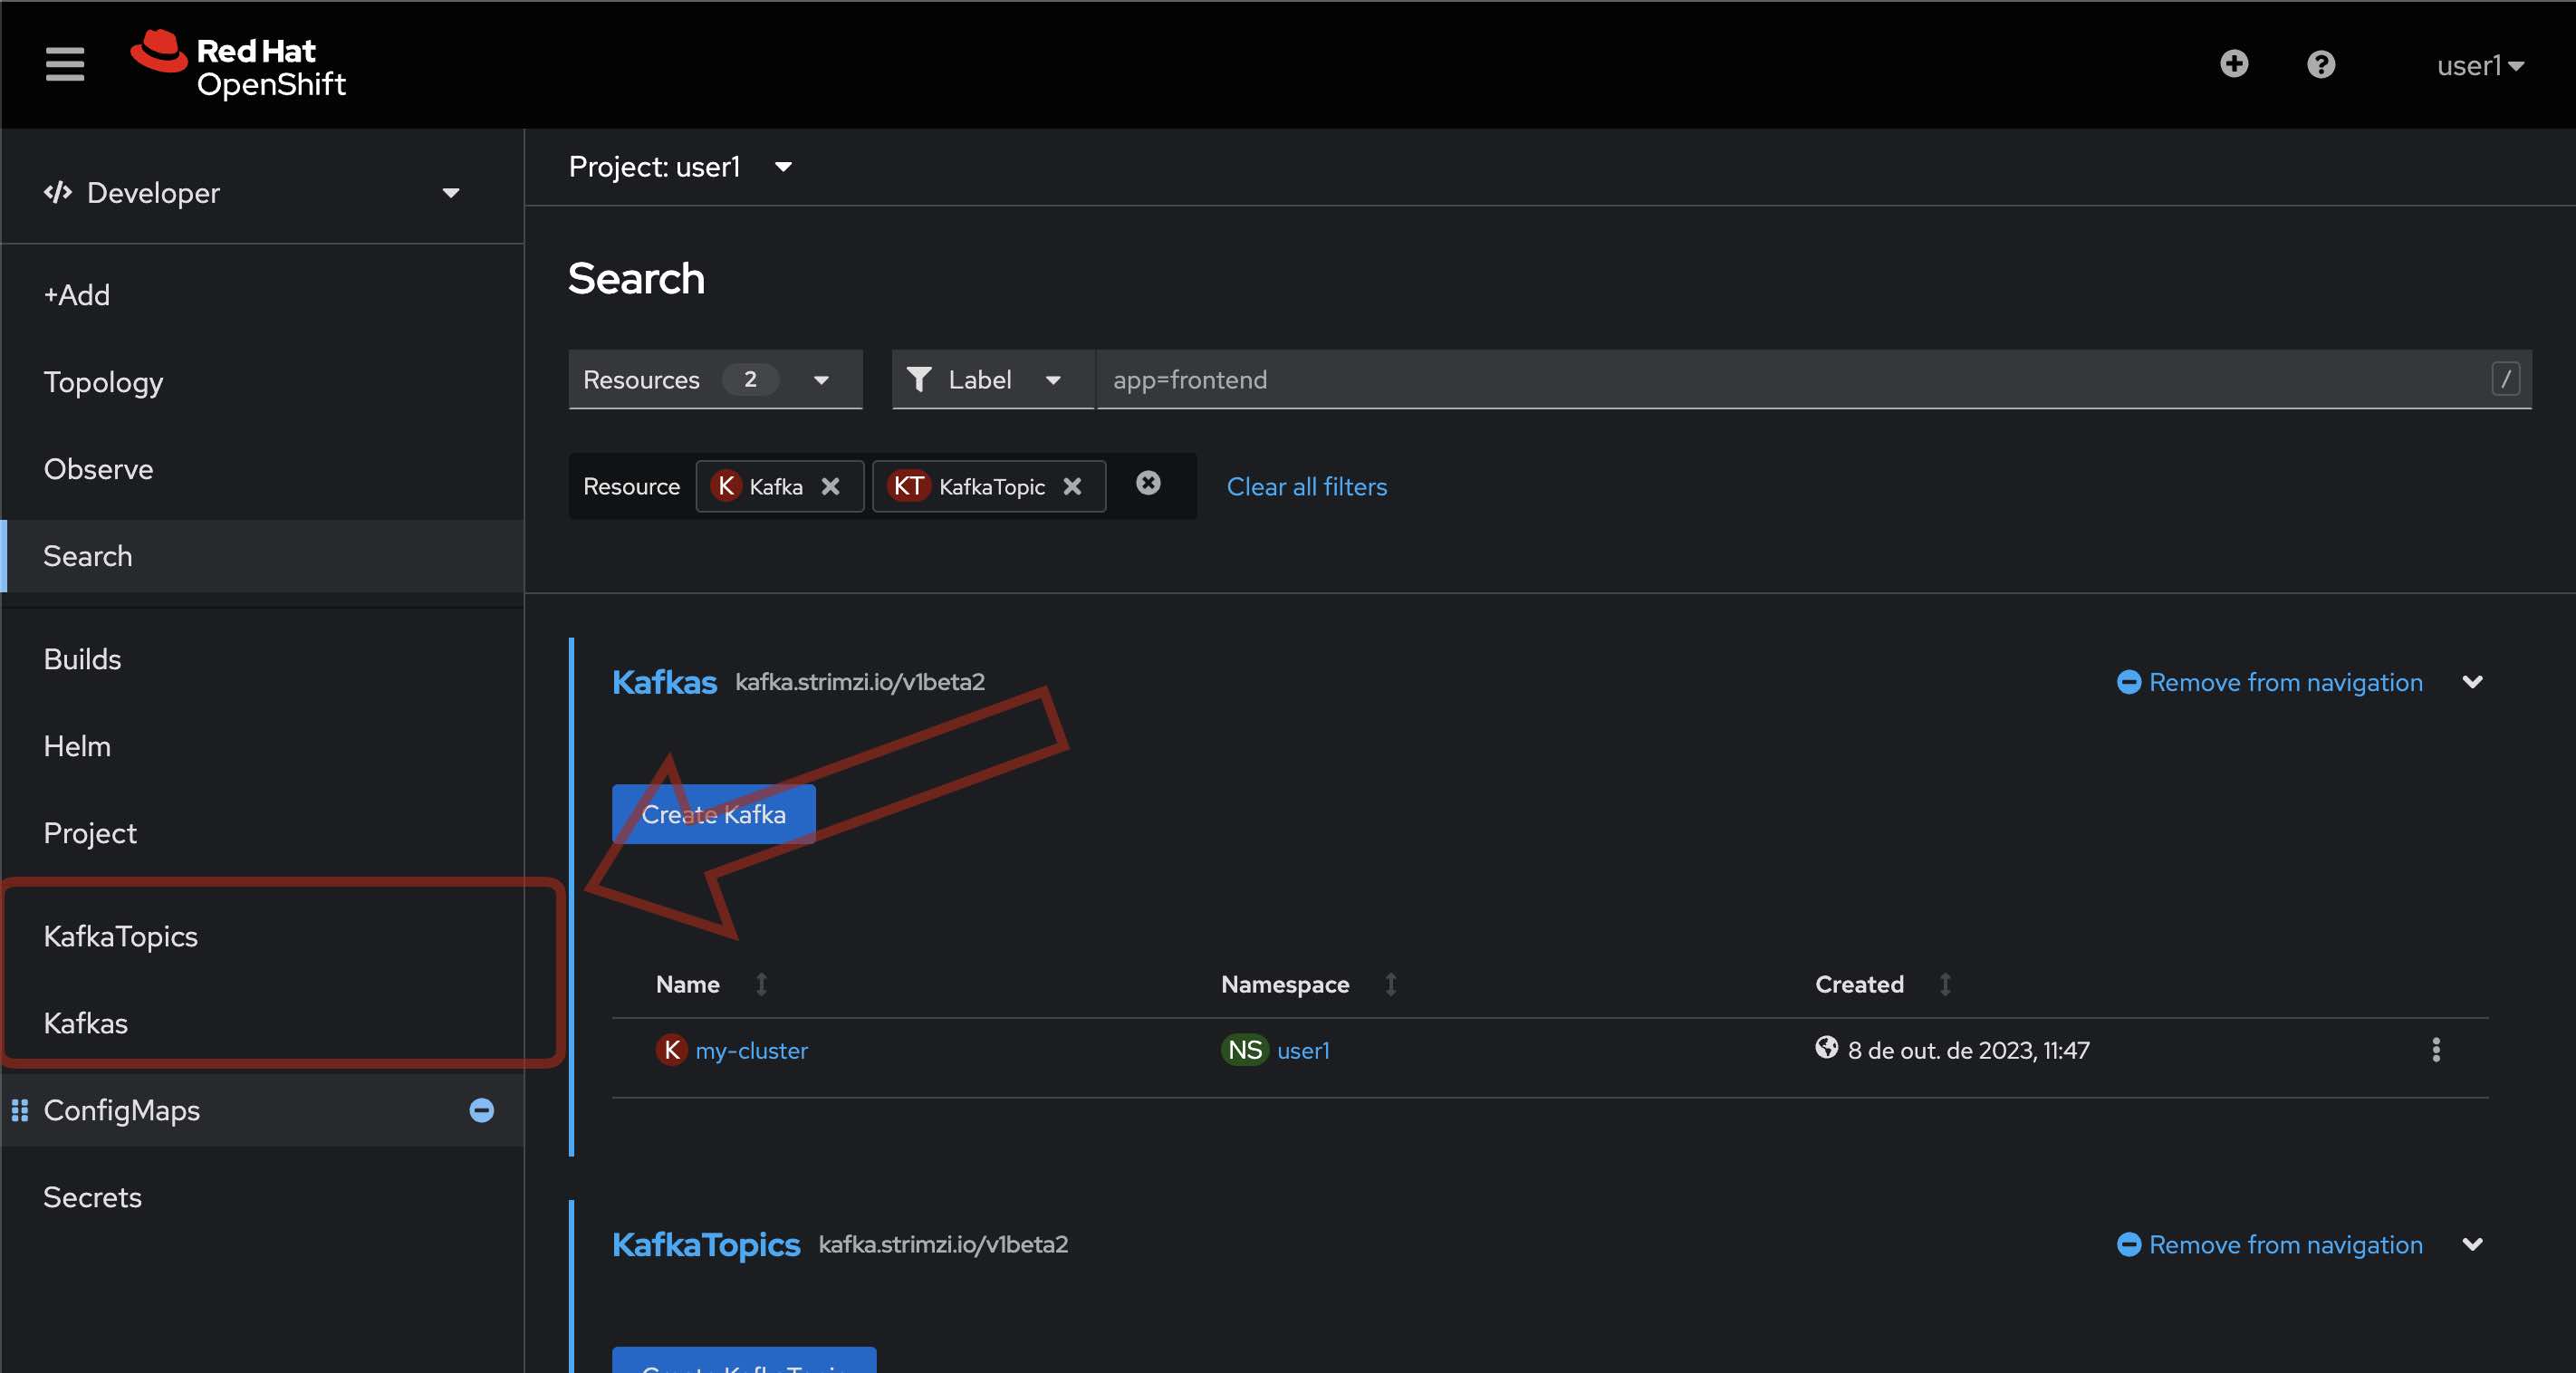 Red Hat
OpenShift
user1
Developer
Project: user1
+Add
Topology
Observe
Search
Builds
Helm
Project
KafkaTopics
Kafkas
ConfigMaps
Secrets
Search
Resources 2 Label app=frontend /
Resource K Kafka KT KafkaTopic Clear all filters
Kafkas kafka.strimzi.io/v1beta2 Remove from navigation
Create Kafka
Name Namespace Created
K my-cluster NS user1 8 de out. de 2023, 11:47
KafkaTopics kafka.strimzi.io/v1beta2 Remove from navigation
Create KafkaTopic